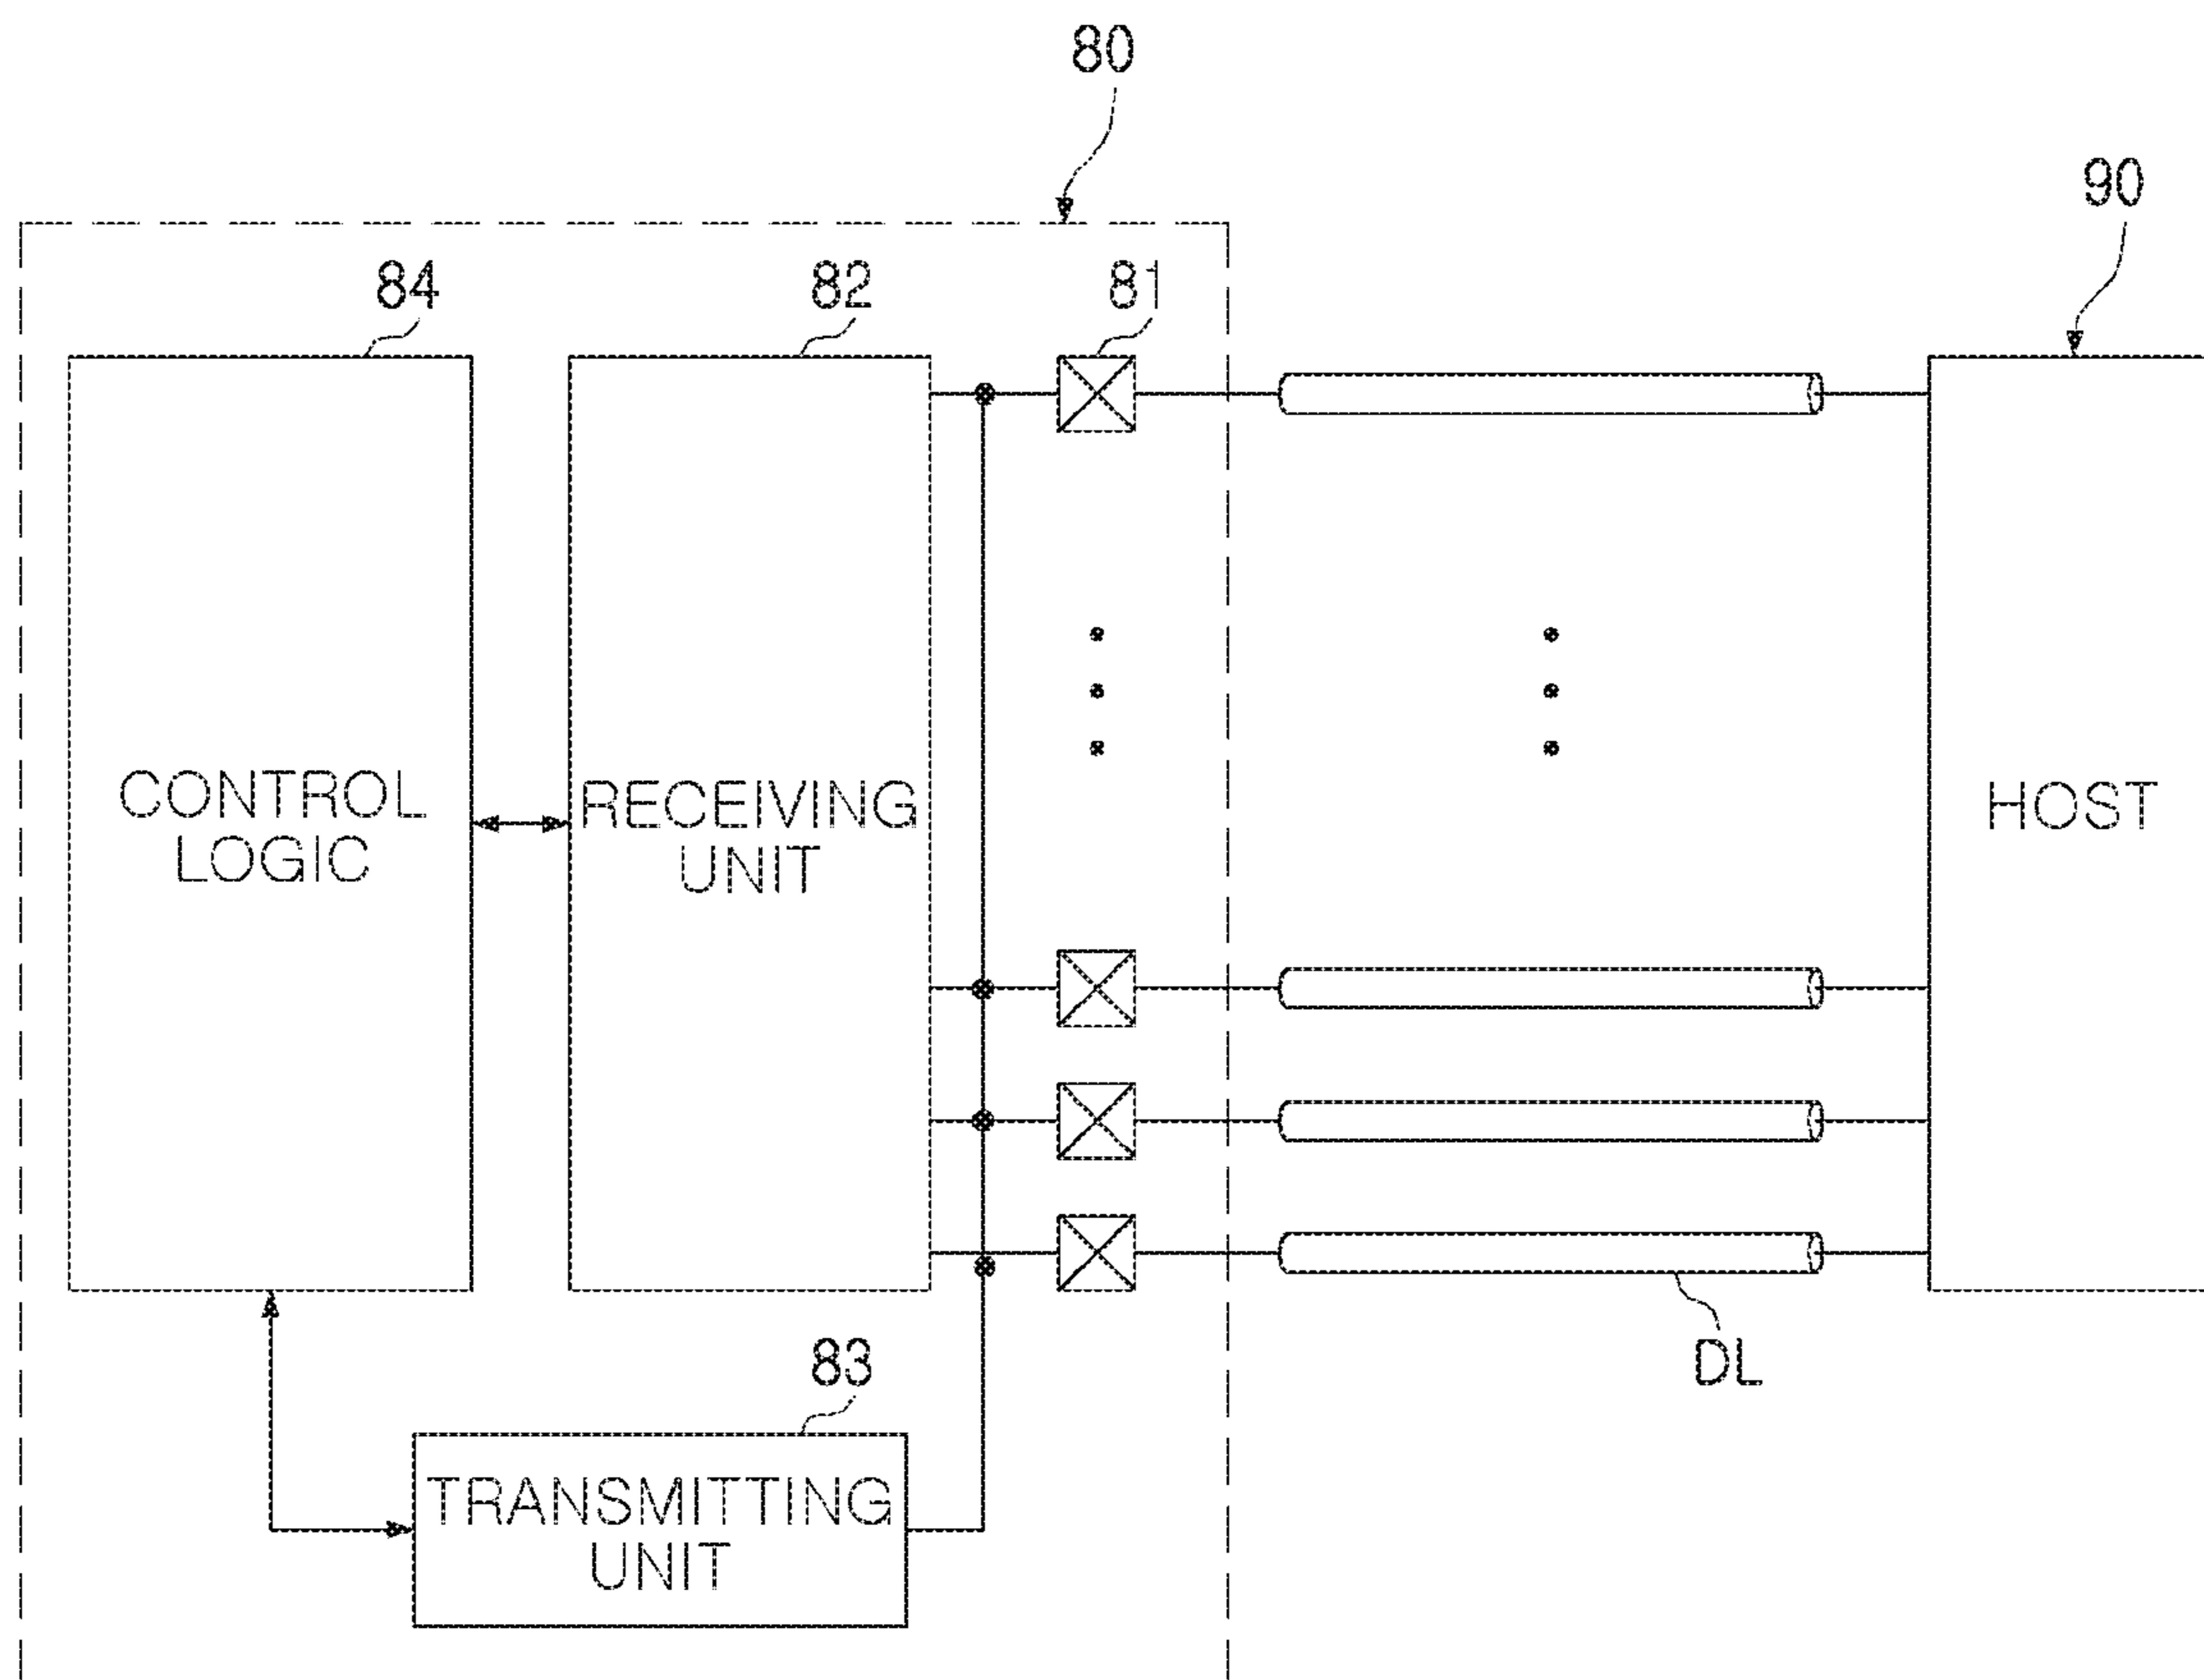 80
90
84
82
81
CONTROL
LOGIC
RECEIVING
UNIT
HOST
DL
83
TRANSMITTING
UNIT